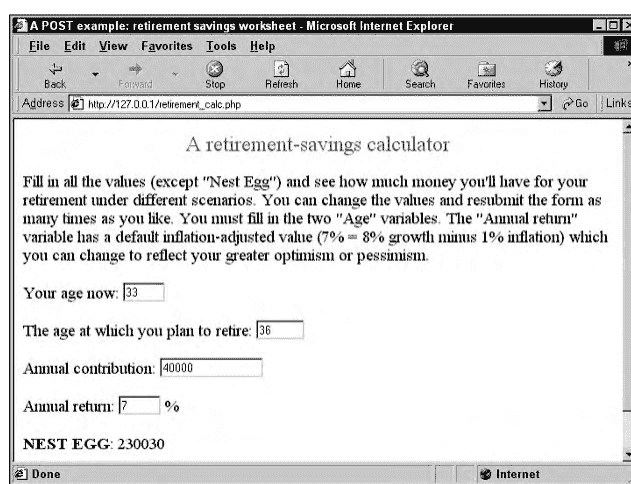 A POST example: retirement savings worksheet - Microsoft Internet Explorer
File Edit View Favorites Tools Help
Back Forward Stop Refresh Home Search Favorites History
Address http://127.0.0.1/retirement_calc.php Go Links
A retirement-savings calculator
Fill in all the values (except "Nest Egg") and see how much money you'll have for your
retirement under different scenarios. You can change the values and resubmit the form as
many times as you like. You must fill in the two "Age" variables. The "Annual return"
variable has a default inflation-adjusted value (7% = 8% growth minus 1% inflation) which
you can change to reflect your greater optimism or pessimism.
Your age now: 33
The age at which you plan to retire: 36
Annual contribution: 40000
Annual return: 7 %
NEST EGG: 230030
Done Internet